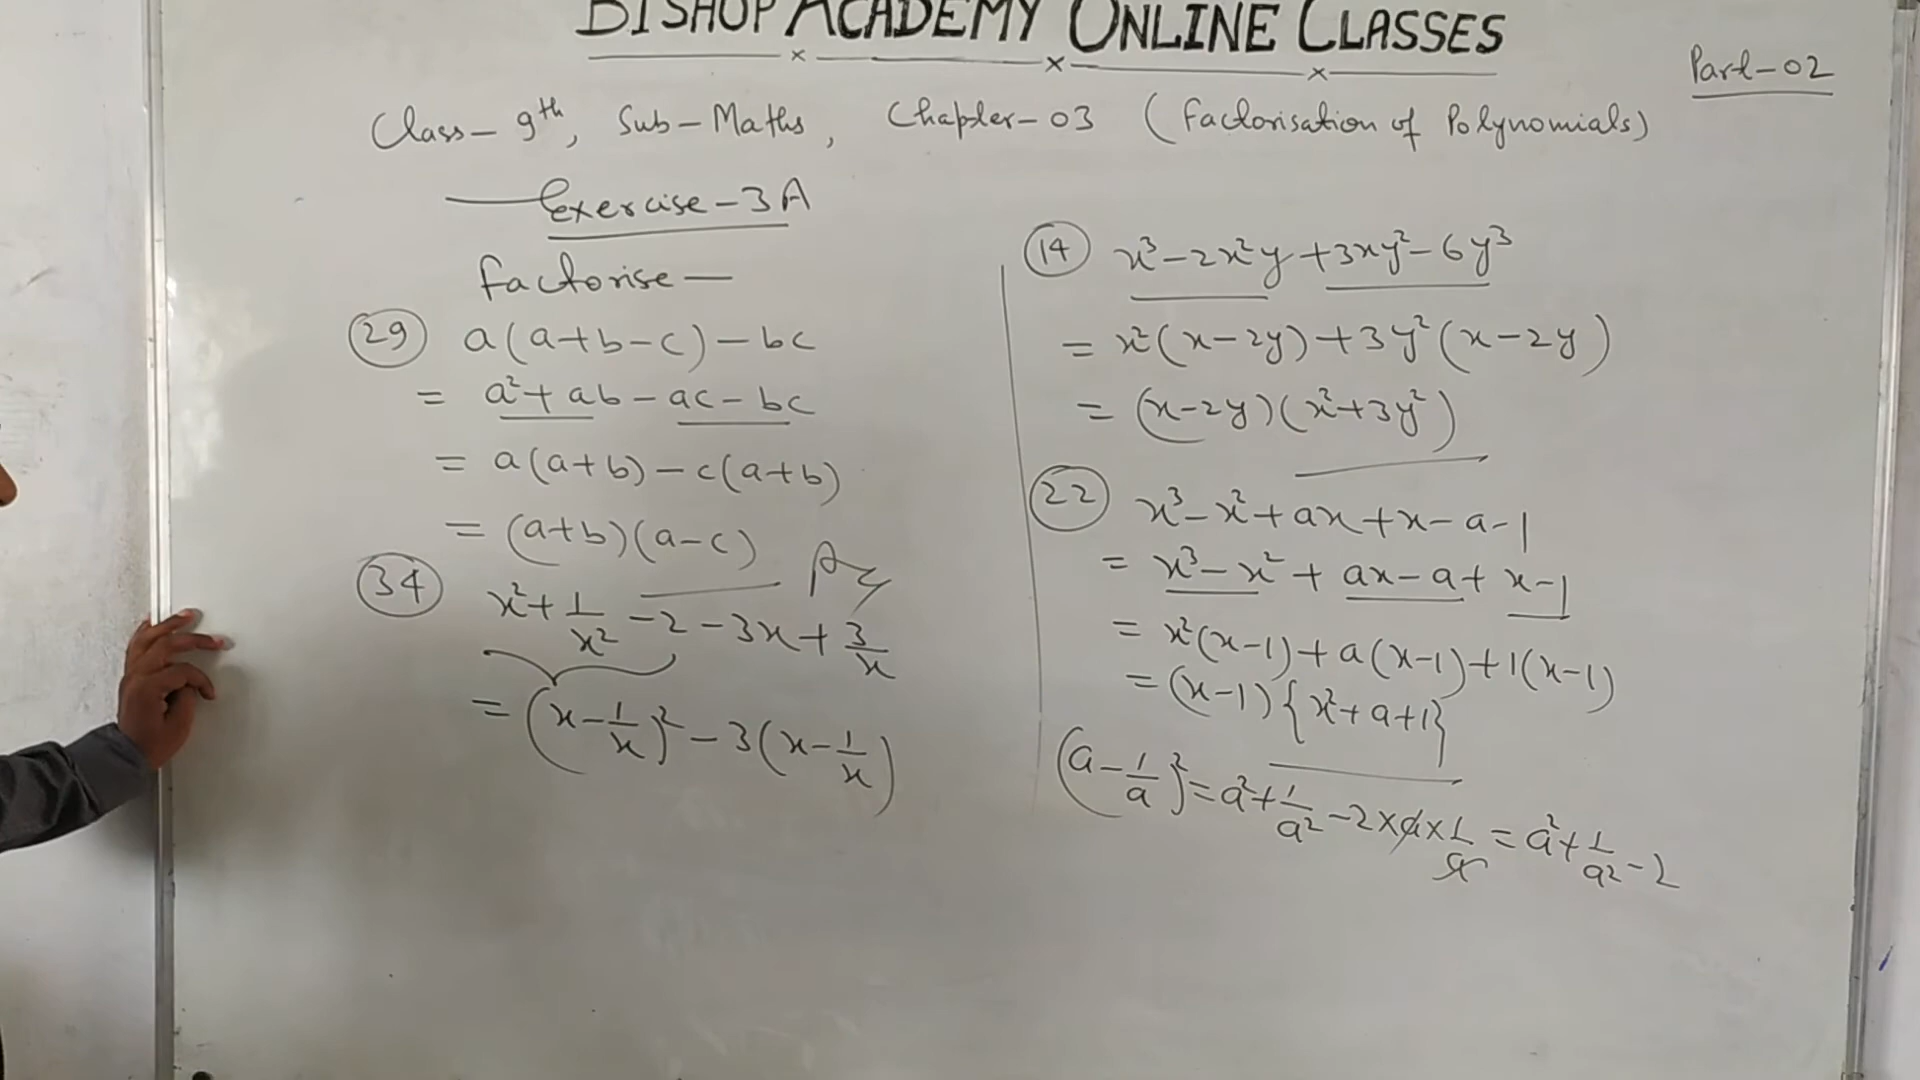 BISHOP ACADEMY ONLINE CLASSES
Part-02
Class-9th, Sub-Maths, Chapter-03 (Factorisation of Polynomials)
Exercise-3A
factorise—
29 a(a+b-c)-bc
= a²+ab-ac-bc
= a(a+b)-c(a+b)
= (a+b)(a-c)
34 x²+1/x²-2-3x+3/x
= (x-1/x)²-3(x-1/x)
14 x³-2x²y+3xy²-6y³
= x²(x-2y)+3y²(x-2y)
= (x-2y)(x²+3y²)
22 x³-x²+ax+x-a-1
= x³-x²+ax-a+x-1
= x²(x-1)+a(x-1)+1(x-1)
= (x-1){x²+a+1}
(a-1/a)²=a²+1/a²-2×a×1/a=a²+1/a²-2